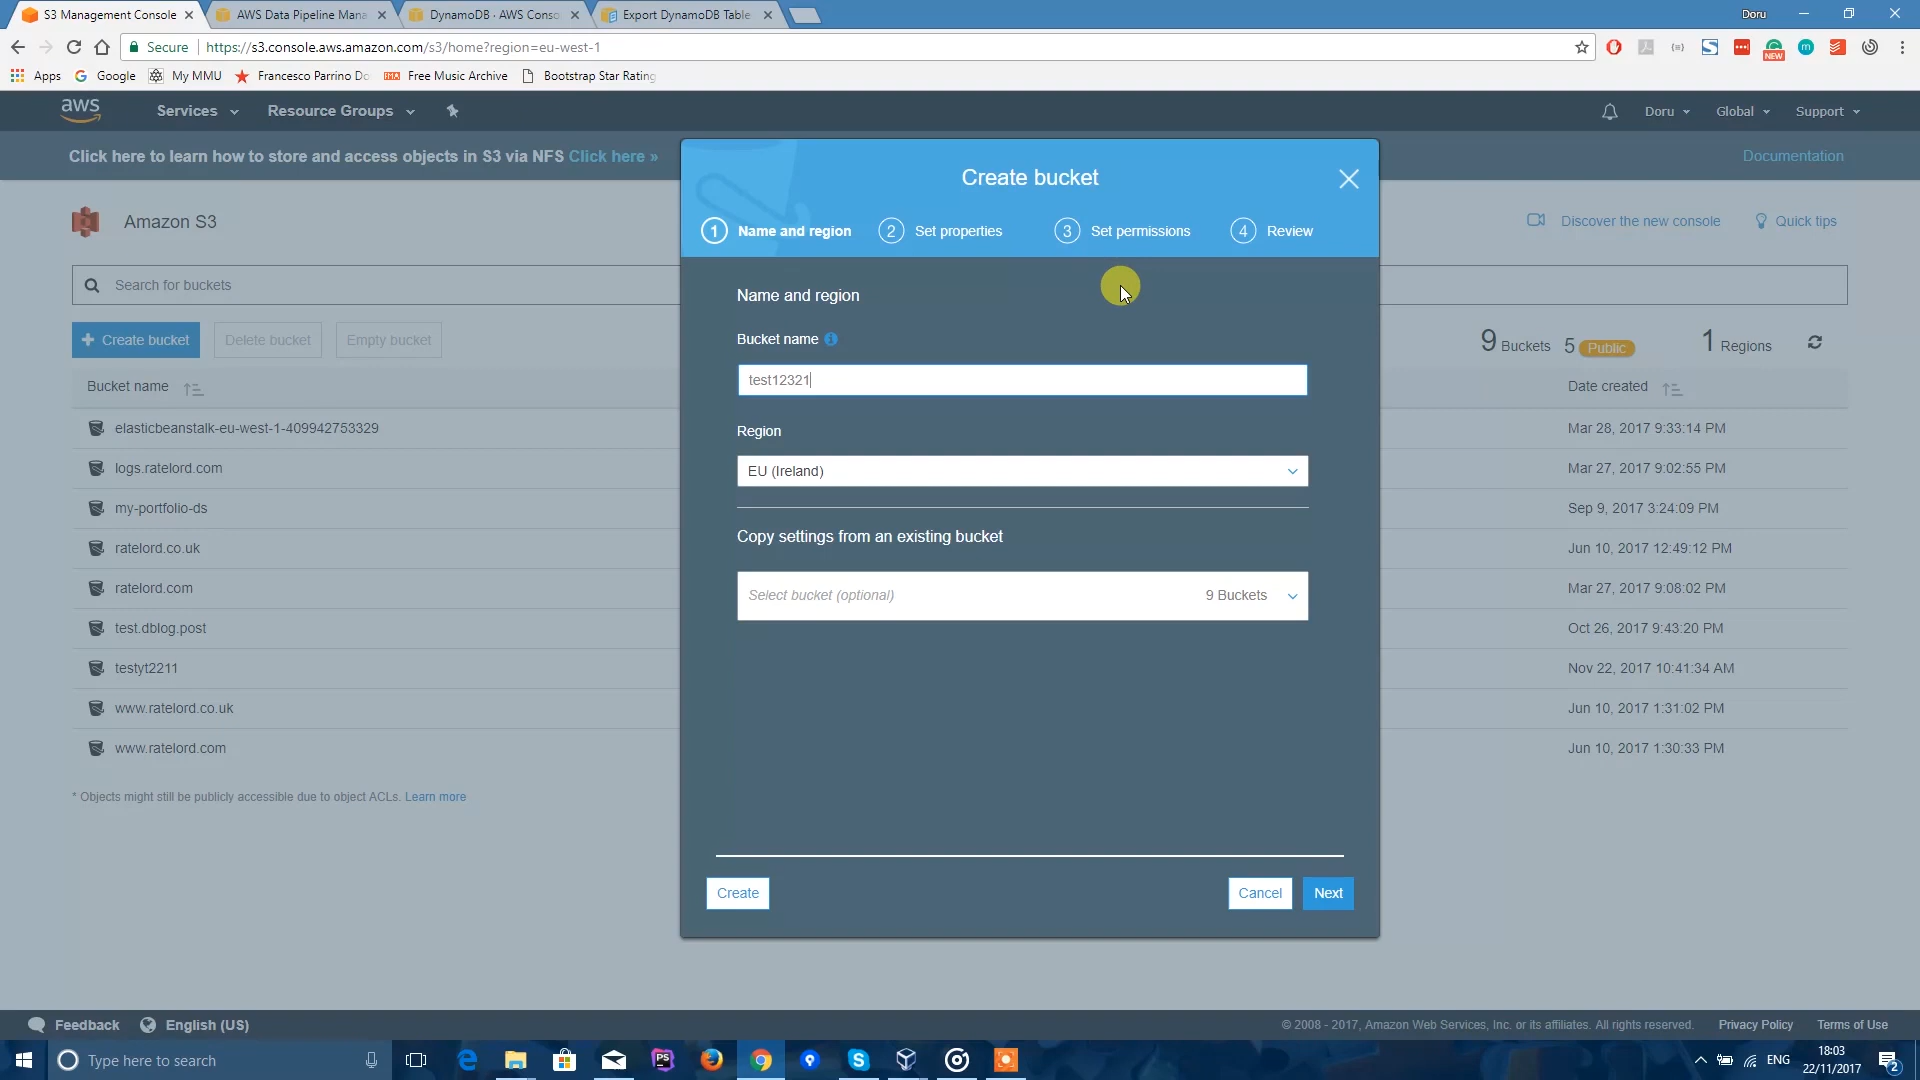 S3 Management Console
AWS Data Pipeline Mana
DynamoDB · AWS Conso
Export DynamoDB Table
Doru
Secure
https://s3.console.aws.amazon.com/s3/home?region=eu-west-1
NEW
Apps
Google
My MMU
Francesco Parrino Do
Free Music Archive
Bootstrap Star Rating
aws
Services
Resource Groups
Doru
Global
Support
Click here to learn how to store and access objects in S3 via NFS Click here »
Documentation
Amazon S3
Discover the new console
Quick tips
Search for buckets
+ Create bucket
Delete bucket
Empty bucket
9 Buckets
5 Public
1 Regions
Bucket name
Date created
elasticbeanstalk-eu-west-1-409942753329
Mar 28, 2017 9:33:14 PM
logs.ratelord.com
Mar 27, 2017 9:02:55 PM
my-portfolio-ds
Sep 9, 2017 3:24:09 PM
ratelord.co.uk
Jun 10, 2017 12:49:12 PM
ratelord.com
Mar 27, 2017 9:08:02 PM
test.dblog.post
Oct 26, 2017 9:43:20 PM
testyt2211
Nov 22, 2017 10:41:34 AM
www.ratelord.co.uk
Jun 10, 2017 1:31:02 PM
www.ratelord.com
Jun 10, 2017 1:30:33 PM
* Objects might still be publicly accessible due to object ACLs. Learn more
Create bucket
1 Name and region
2 Set properties
3 Set permissions
4 Review
Name and region
Bucket name
test12321
Region
EU (Ireland)
Copy settings from an existing bucket
Select bucket (optional)
9 Buckets
Create
Cancel
Next
Feedback
English (US)
© 2008 - 2017, Amazon Web Services, Inc. or its affiliates. All rights reserved.
Privacy Policy
Terms of Use
Type here to search
PS
ENG
18:03
22/11/2017
2